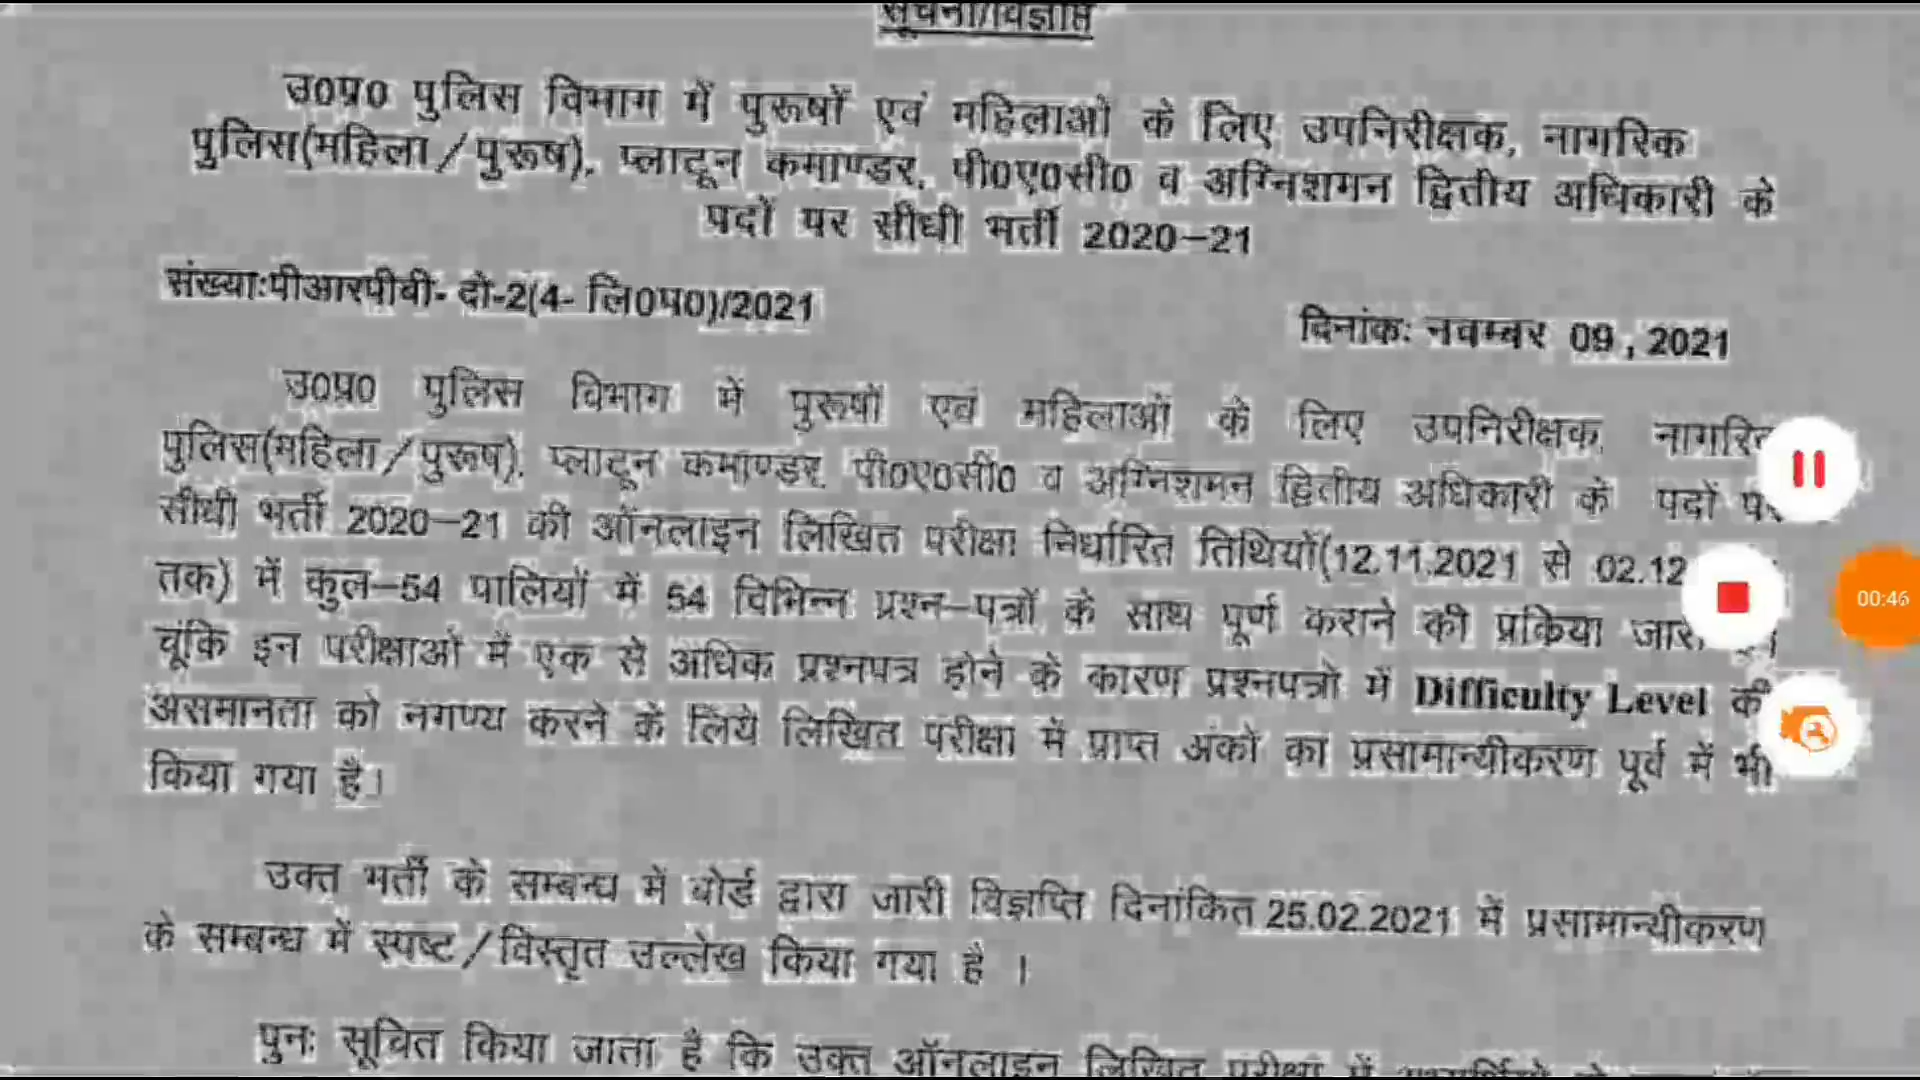 सूचना/विज्ञप्ति
उ0प्र0 पुलिस विभाग में पुरूषों एवं महिलाओं के लिए उपनिरीक्षक, नागरिक
पुलिस(महिला/पुरूष), प्लाटून कमाण्डर, पी0ए0सी0 व अग्निशमन द्वितीय अधिकारी के
पदों पर सीधी भर्ती 2020–21
संख्या:पीआरपीबी- दो-2(4- लि0प0)/2021
दिनांक: नवम्बर 09, 2021
उ0प्र0 पुलिस विभाग में पुरूषों एवं महिलाओं के लिए उपनिरीक्षक,
पुलिस(महिला/पुरूष), प्लाटून कमाण्डर, पी0ए0सी0 व अग्निशमन द्वितीय अधिकारी के पदों
सीधी भर्ती 2020–21 की ऑनलाइन लिखित परीक्षा निर्धारित तिथियों(12.11.2021 से 02.12
तक) में कुल–54 पालियों में 54 विभिन्न प्रश्न–पत्रों के साथ पूर्ण कराने की प्रकिया
चूंकि इन परीक्षाओं में एक से अधिक प्रश्नपत्र होने के कारण प्रश्नपत्रो में Difficulty Level की
असमानता को नगण्य करने के लिये लिखित परीक्षा में प्राप्त अंको का प्रसामान्यीकरण पूर्व में भी
किया गया है।
उक्त भर्ती के सम्बन्ध में बोर्ड द्वारा जारी विज्ञप्ति दिनांकित 25.02.2021 में प्रसामान्यीकरण
के सम्बन्ध में स्पष्ट/विस्तृत उल्लेख किया गया है ।
पुनः सूचित किया जाता है कि उक्त ऑनलाइन लिखित परीक्षा में
00:46